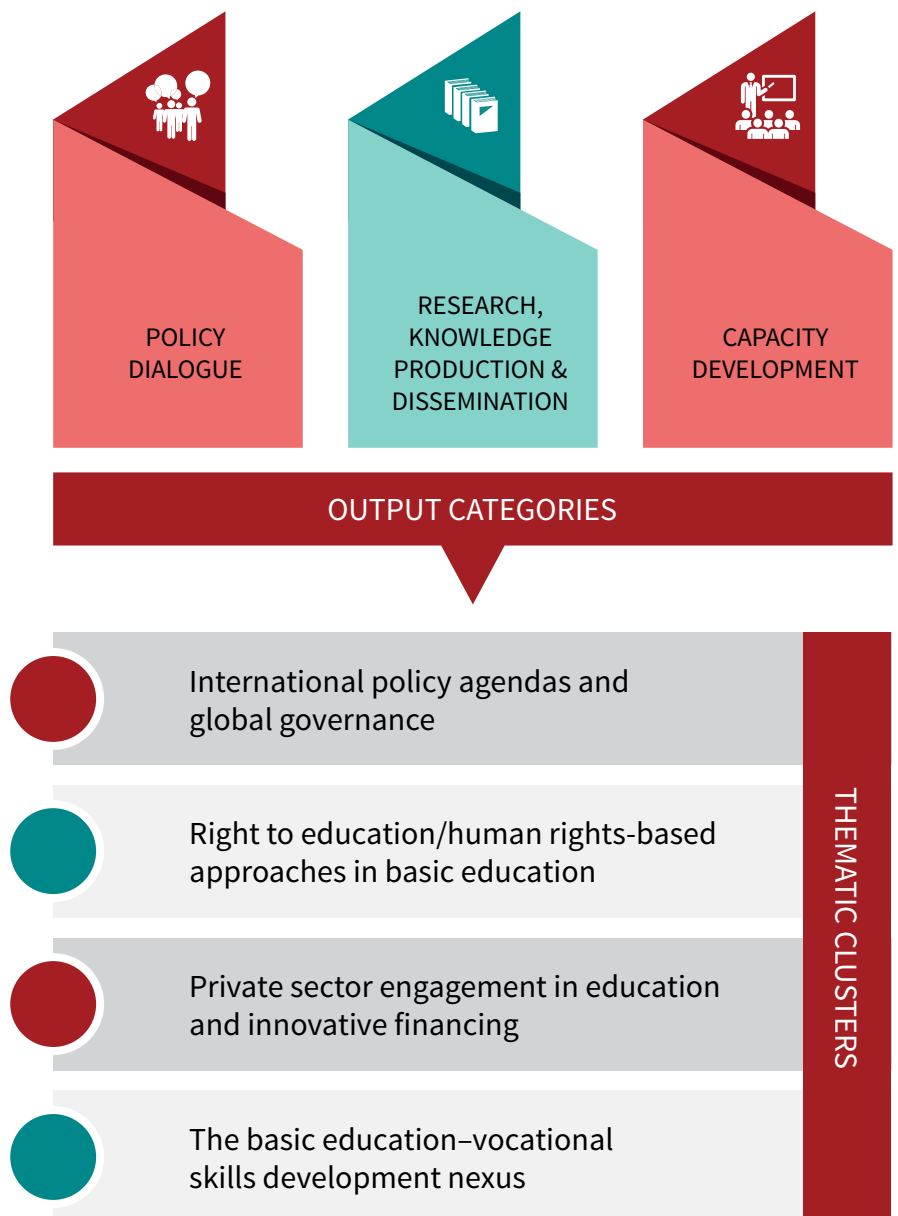 POLICY
DIALOGUE
RESEARCH,
KNOWLEDGE
PRODUCTION &
DISSEMINATION
CAPACITY
DEVELOPMENT
OUTPUT CATEGORIES
International policy agendas and
global governance
Right to education/human rights-based
approaches in basic education
Private sector engagement in education
and innovative financing
The basic education–vocational
skills development nexus
THEMATIC CLUSTERS